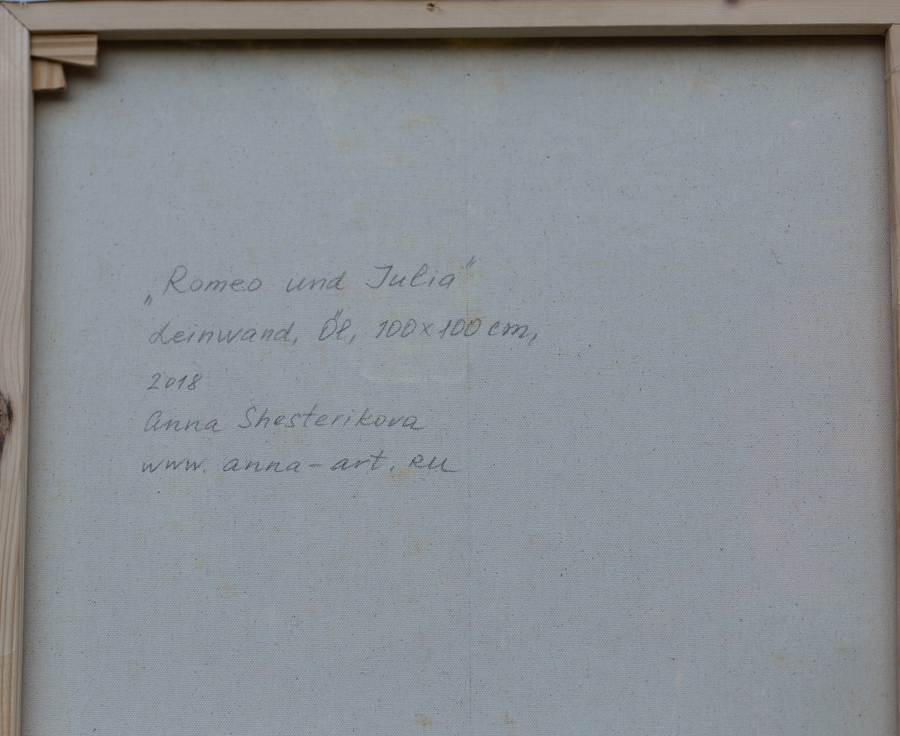 „Romeo und Julia“
Leinwand, Öl, 100x100 cm,
2018
Anna Shesterikova
www.anna-art.ru